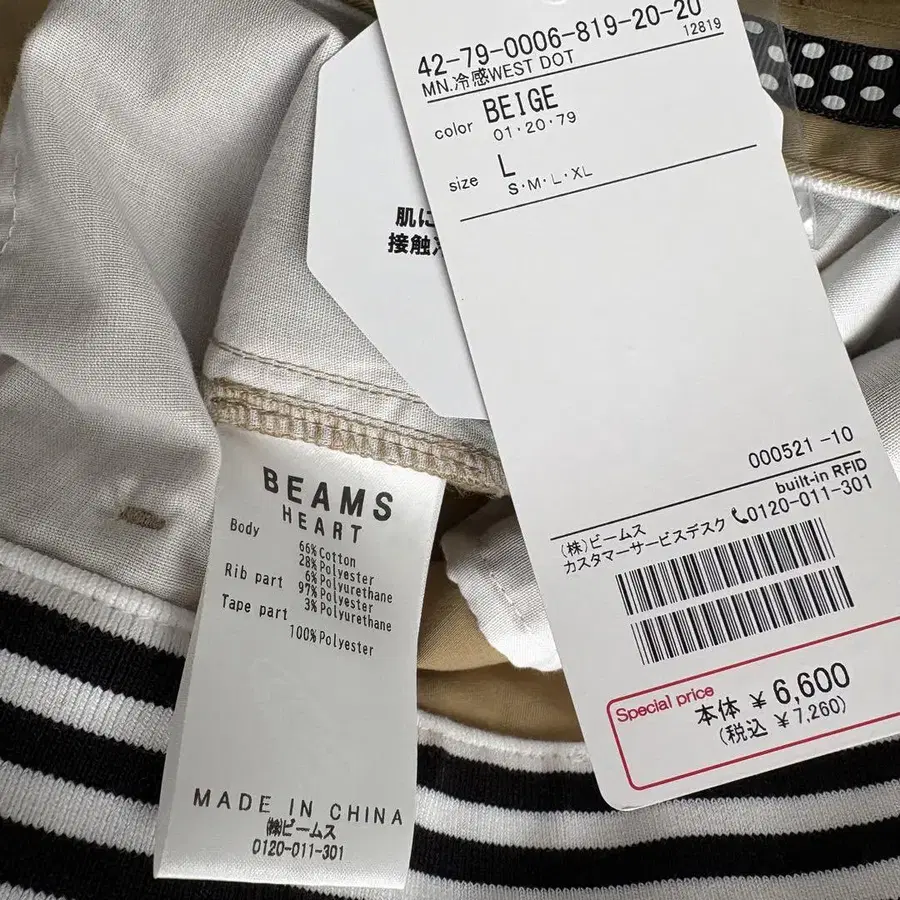 42-79-0006-819-20-20
12819
MN.冷感WEST DOT
color BEIGE
01・20・79
size L
S・M・L・XL
肌に
接触
000521 -10
built-in RFID
(株)ビームス
カスタマーサービスデスク 0120-011-301
Special price
本体 ¥ 6,600
(税込 ¥7,260)
BEAMS
HEART
Body
66% Cotton
28% Polyester
6% Polyurethane
Rib part
97% Polyester
3% Polyurethane
Tape part
100% Polyester
MADE IN CHINA
㈱ビームス
0120-011-301